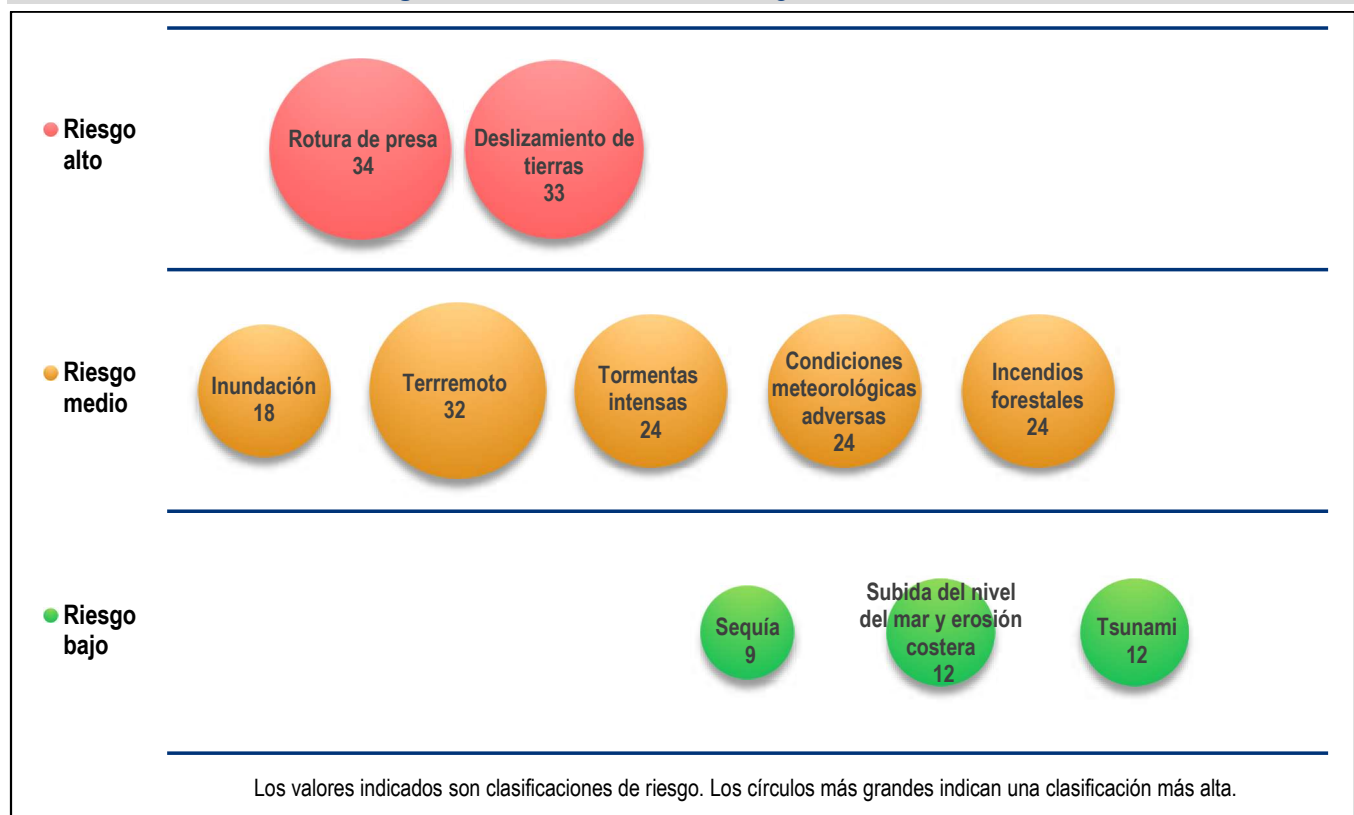 Riesgo
alto
Rotura de presa
34
Deslizamiento de
tierras
33
Riesgo
medio
Inundación
18
Terrremoto
32
Tormentas
intensas
24
Condiciones
meteorológicas
adversas
24
Incendios
forestales
24
Riesgo
bajo
Sequía
9
Subida del nivel
del mar y erosión
costera
12
Tsunami
12
Los valores indicados son clasificaciones de riesgo. Los círculos más grandes indican una clasificación más alta.